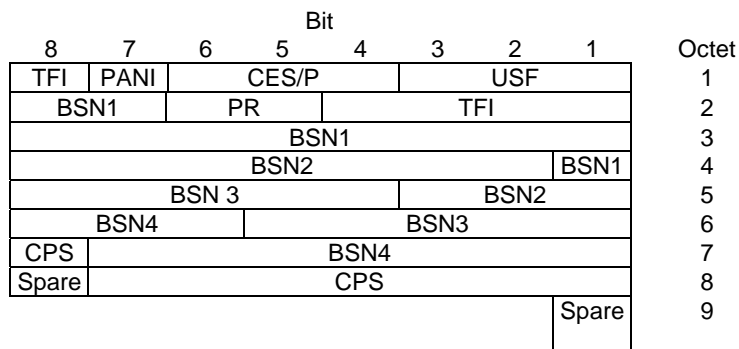 Bit
8 7 6 5 4 3 2 1 Octet
TFI PANI CES/P USF 1
BSN1 PR TFI 2
BSN1 3
BSN2 BSN1 4
BSN 3 BSN2 5
BSN4 BSN3 6
CPS BSN4 7
Spare CPS 8
Spare 9